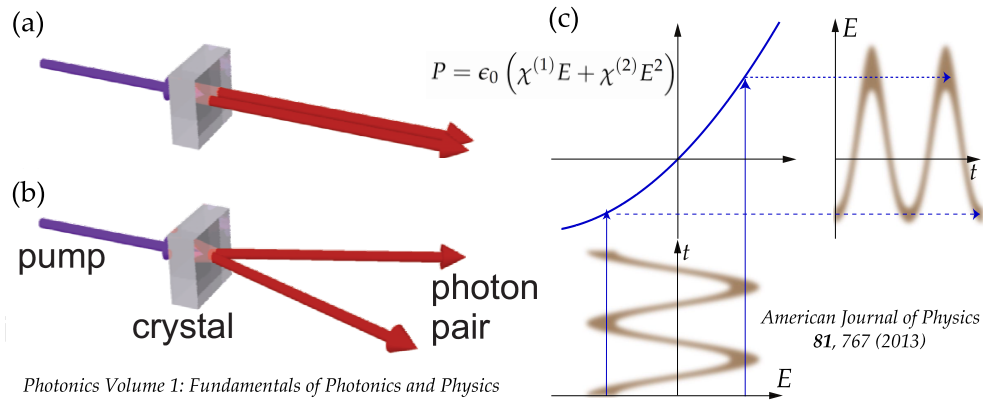 (a)
(b)
pump
crystal
photon
pair
Photonics Volume 1: Fundamentals of Photonics and Physics
(c)
P = ϵ₀ (χ⁽¹⁾E + χ⁽²⁾E²)
E
t
t
E
American Journal of Physics
81, 767 (2013)